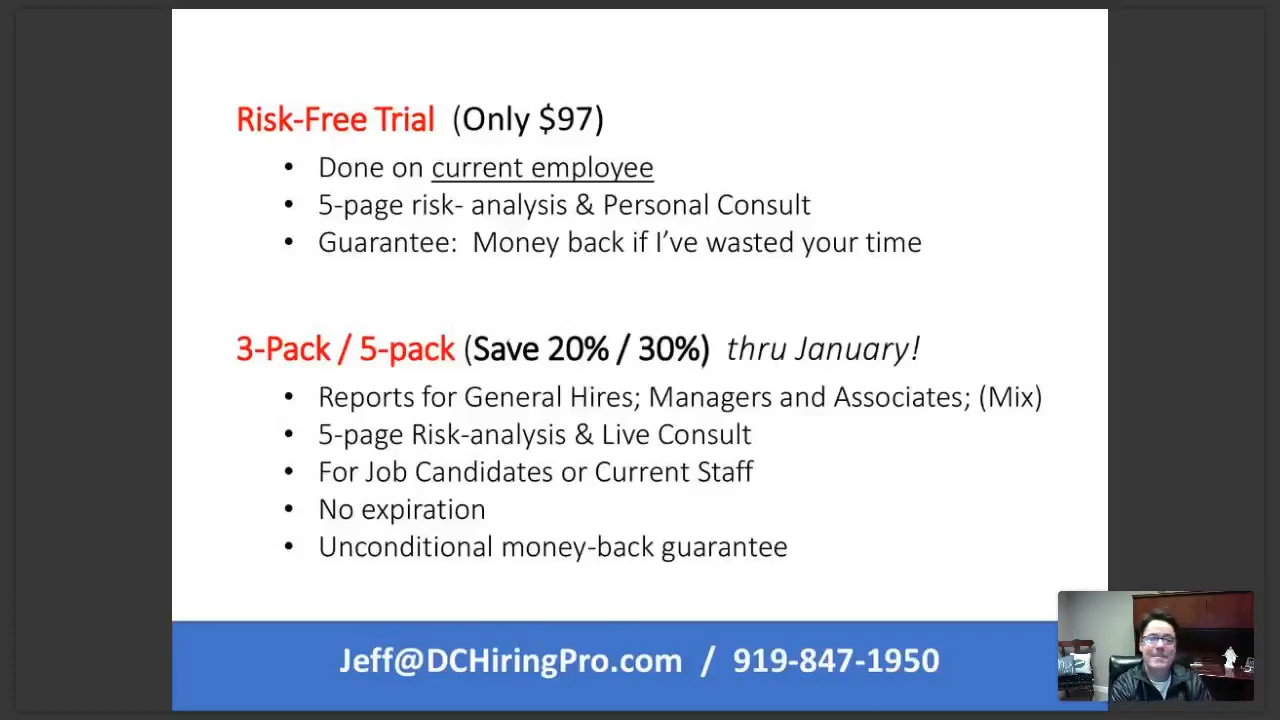 Risk-Free Trial (Only $97)
• Done on current employee
• 5-page risk- analysis & Personal Consult
• Guarantee: Money back if I've wasted your time
3-Pack / 5-pack (Save 20% / 30%) thru January!
• Reports for General Hires; Managers and Associates; (Mix)
• 5-page Risk-analysis & Live Consult
• For Job Candidates or Current Staff
• No expiration
• Unconditional money-back guarantee
Jeff@DCHiringPro.com / 919-847-1950